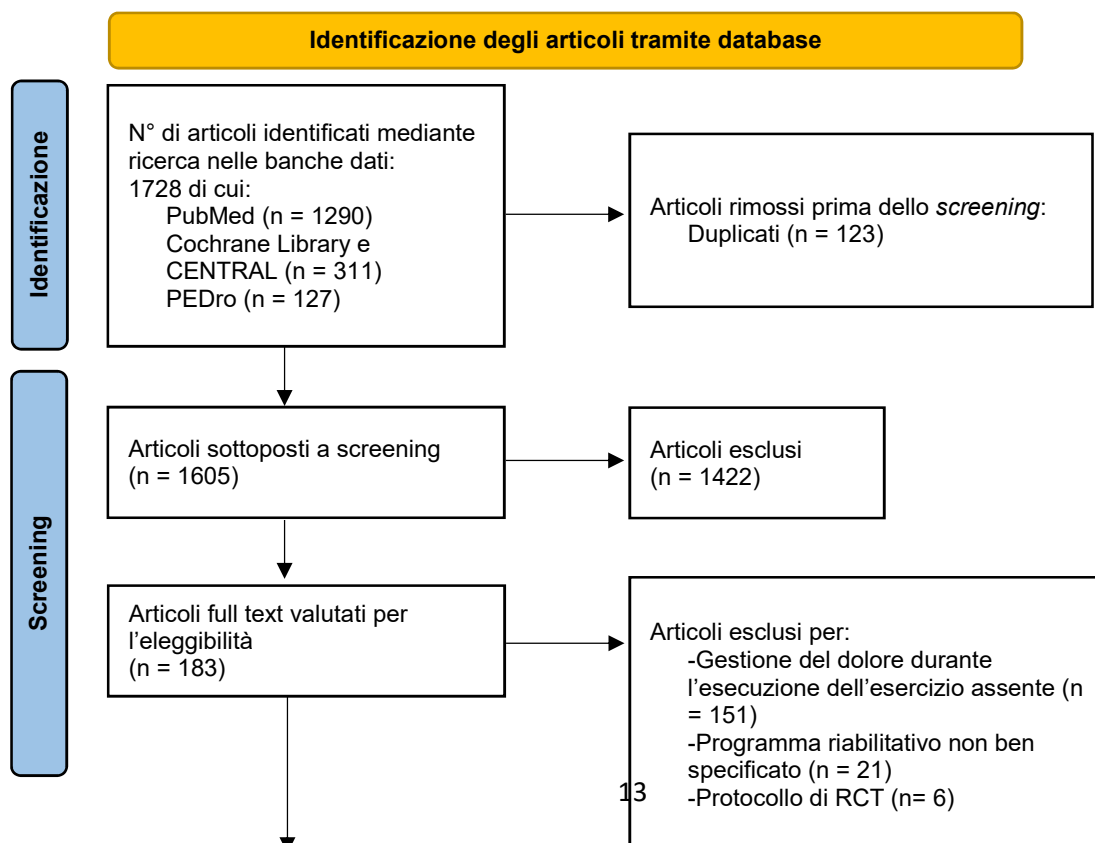 Identificazione degli articoli tramite database
Identificazione
N° di articoli identificati mediante
ricerca nelle banche dati:
1728 di cui:
PubMed (n = 1290)
Cochrane Library e
CENTRAL (n = 311)
PEDro (n = 127)
Articoli rimossi prima dello screening:
Duplicati (n = 123)
Screening
Articoli sottoposti a screening
(n = 1605)
Articoli esclusi
(n = 1422)
Articoli full text valutati per
l'eleggibilità
(n = 183)
Articoli esclusi per:
-Gestione del dolore durante
l'esecuzione dell'esercizio assente (n
= 151)
-Programma riabilitativo non ben
specificato (n = 21)
-Protocollo di RCT (n= 6)
13